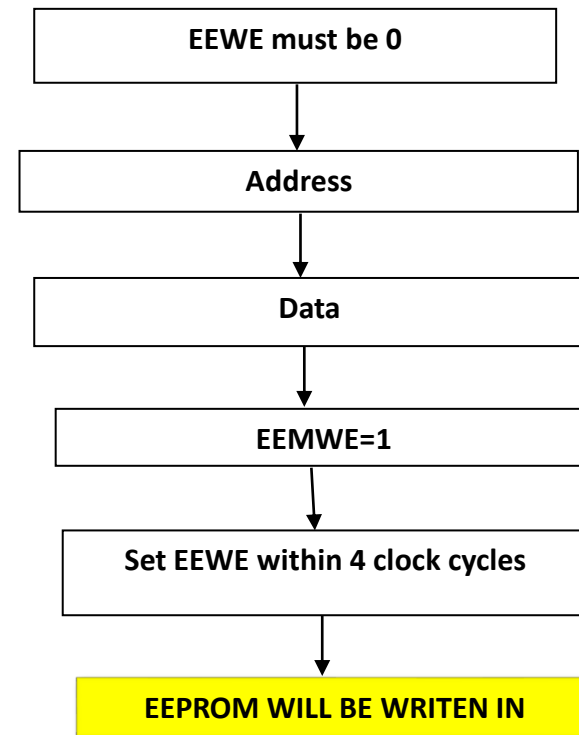 EEWE must be 0
Address
Data
EEMWE=1
Set EEWE within 4 clock cycles
EEPROM WILL BE WRITEN IN